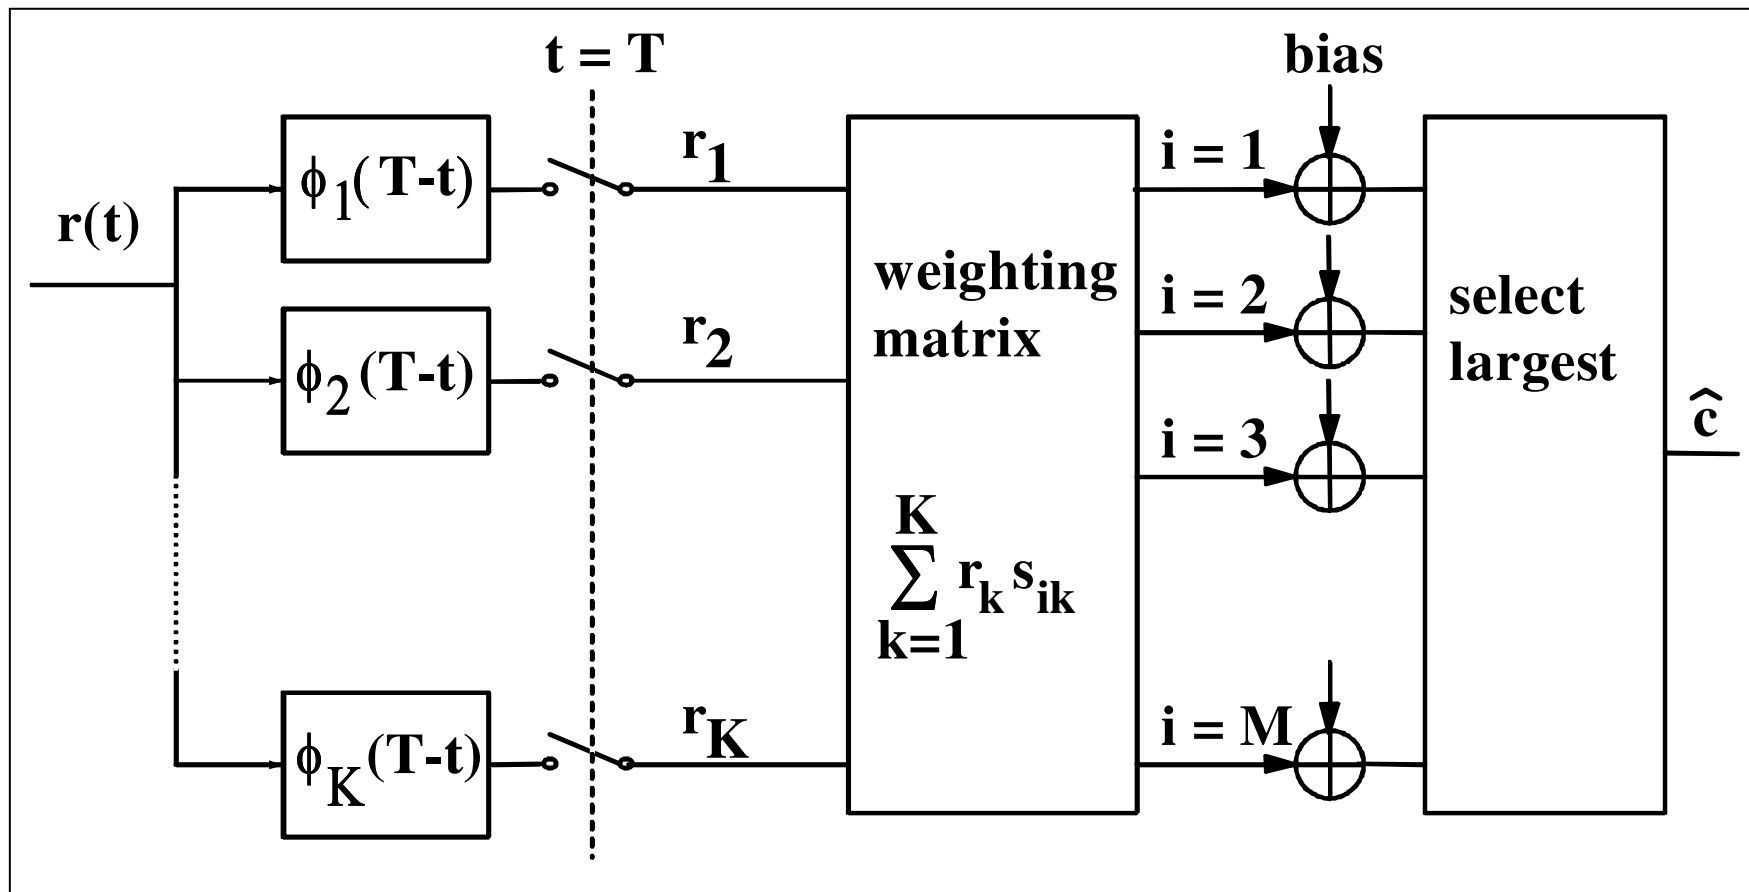 t = T
bias
r(t)
ϕ1(T-t)
r1
i = 1
ϕ2(T-t)
r2
weighting
matrix
i = 2
select
largest
i = 3
ĉ
K
∑ rk sik
k=1
ϕK(T-t)
rK
i = M